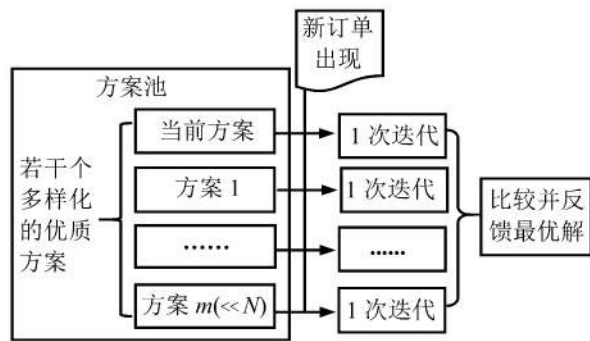 新订单
出现
方案池
若干个
多样化
的优质
方案
当前方案
方案 1
……
方案 m(<<N)
1 次迭代
1 次迭代
……
1 次迭代
比较并反
馈最优解